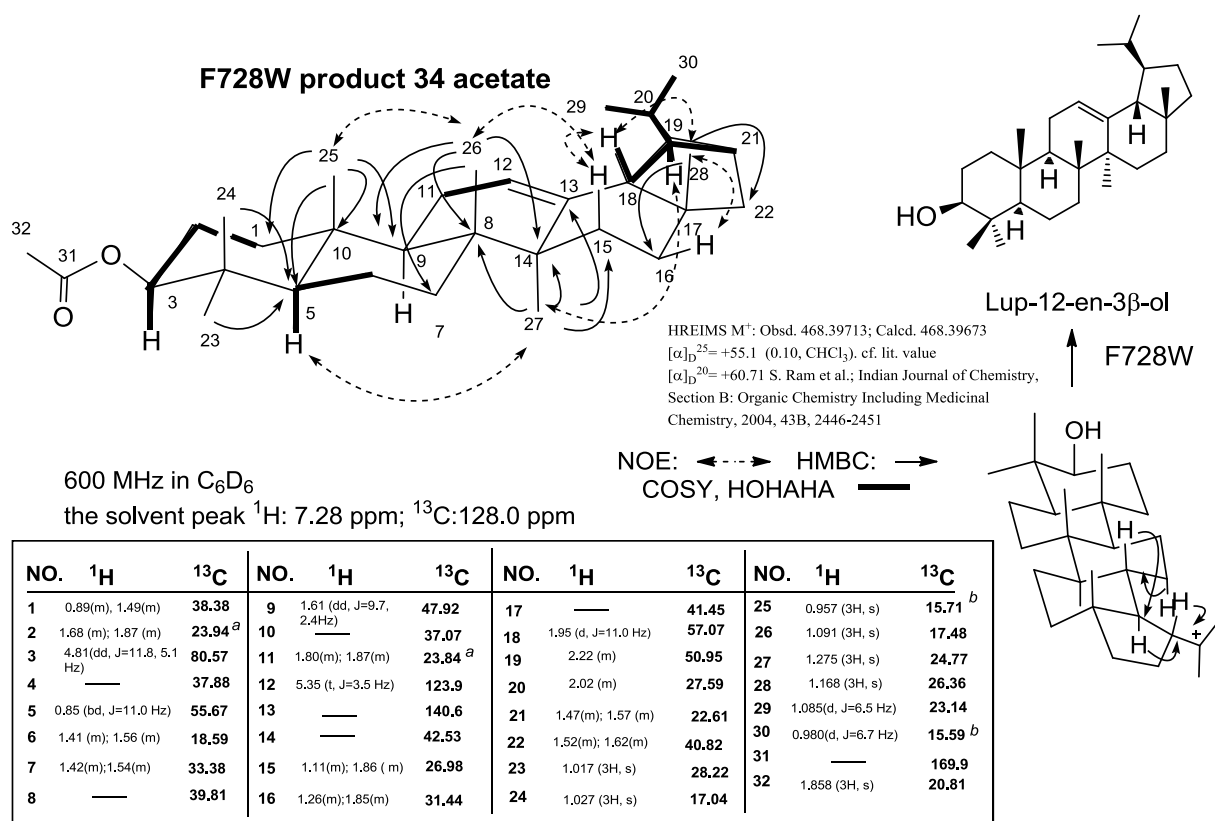 F728W product 34 acetate
30
29
20
19
21
H
25
26
12
H
H
28
11
13
18
22
24
17
32
1
8
15
H
31
O
10
9
14
16
3
5
H
7
27
O
H
23
H
H
H
HO
H
Lup-12-en-3β-ol
F728W
HREIMS M+: Obsd. 468.39713; Calcd. 468.39673
[α]D25= +55.1 (0.10, CHCl3). cf. lit. value
[α]D20= +60.71 S. Ram et al.; Indian Journal of Chemistry,
Section B: Organic Chemistry Including Medicinal
Chemistry, 2004, 43B, 2446-2451
OH
H
H
H
H
+
NOE: HMBC:
COSY, HOHAHA
600 MHz in C6D6
the solvent peak 1H: 7.28 ppm; 13C:128.0 ppm
NO. 1H 13C NO. 1H 13C NO. 1H 13C NO. 1H 13C
1 0.89(m), 1.49(m) 38.38
2 1.68 (m); 1.87 (m) 23.94 a
3 4.81(dd, J=11.8, 5.1 Hz) 80.57
4 — 37.88
5 0.85 (bd, J=11.0 Hz) 55.67
6 1.41 (m); 1.56 (m) 18.59
7 1.42(m);1.54(m) 33.38
8 — 39.81
9 1.61 (dd, J=9.7, 2.4Hz) 47.92
10 — 37.07
11 1.80(m); 1.87(m) 23.84 a
12 5.35 (t, J=3.5 Hz) 123.9
13 — 140.6
14 — 42.53
15 1.11(m); 1.86 ( m) 26.98
16 1.26(m);1.85(m) 31.44
17 — 41.45
18 1.95 (d, J=11.0 Hz) 57.07
19 2.22 (m) 50.95
20 2.02 (m) 27.59
21 1.47(m); 1.57 (m) 22.61
22 1.52(m); 1.62(m) 40.82
23 1.017 (3H, s) 28.22
24 1.027 (3H, s) 17.04
25 0.957 (3H, s) 15.71 b
26 1.091 (3H, s) 17.48
27 1.275 (3H, s) 24.77
28 1.168 (3H, s) 26.36
29 1.085(d, J=6.5 Hz) 23.14
30 0.980(d, J=6.7 Hz) 15.59 b
31 — 169.9
32 1.858 (3H, s) 20.81